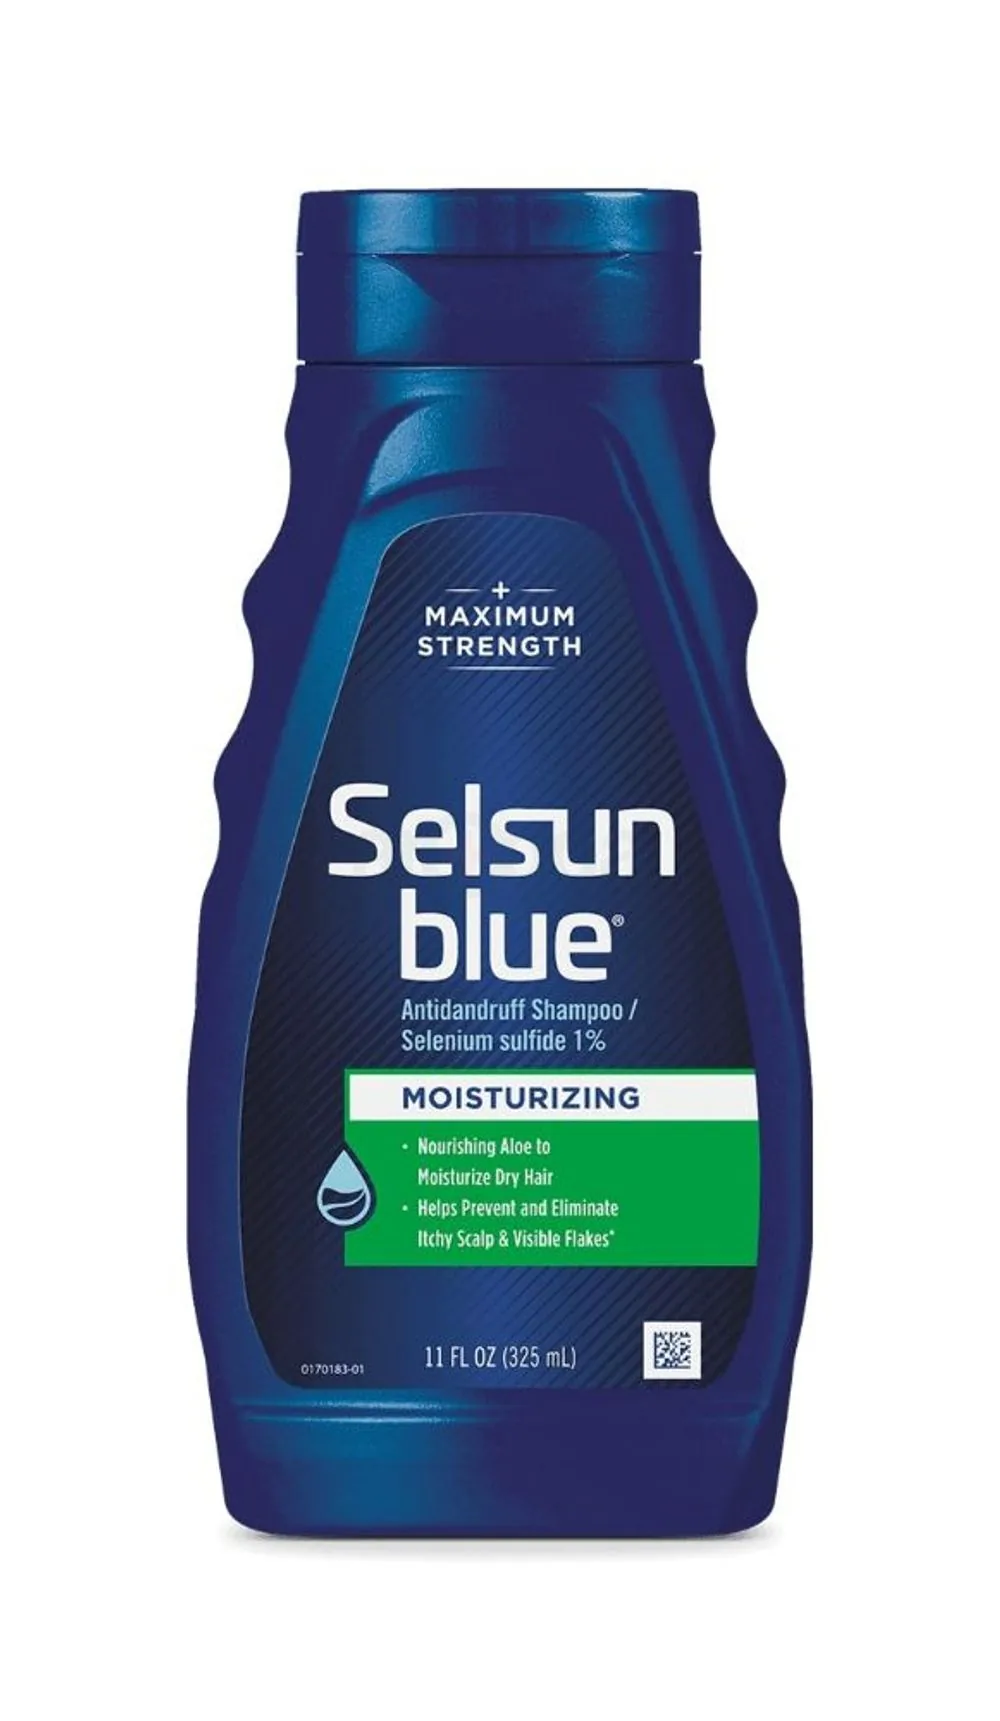 +
MAXIMUM
STRENGTH
Selsun
blue®
Antidandruff Shampoo /
Selenium sulfide 1%
MOISTURIZING
• Nourishing Aloe to
Moisturize Dry Hair
• Helps Prevent and Eliminate
Itchy Scalp & Visible Flakes*
0170183-01
11 FL OZ (325 mL)